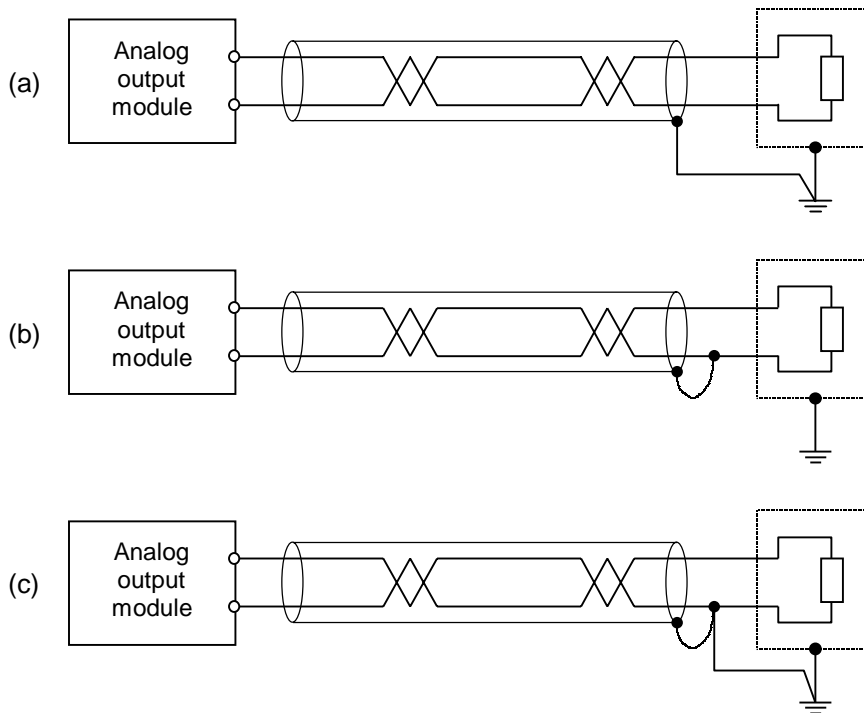 Analog
output
module
(a)
Analog
output
module
(b)
Analog
output
module
(c)